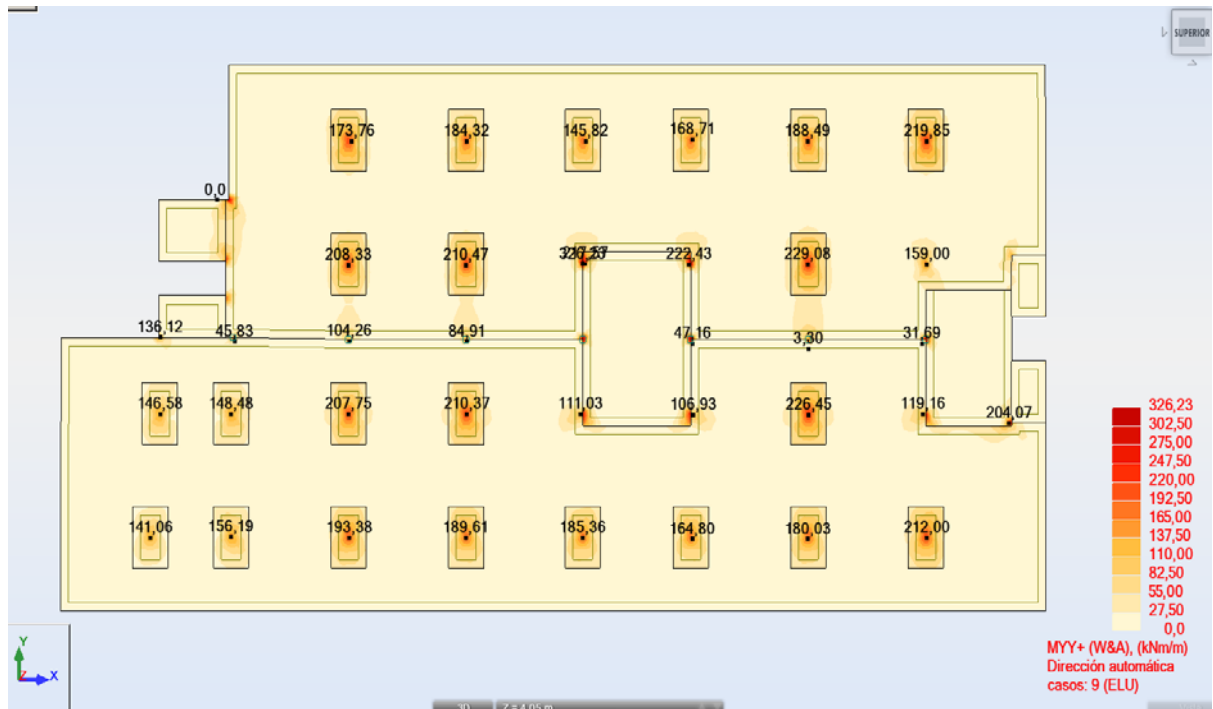 SUPERIOR
173,76 184,32 145,82 168,71 188,49 219,85
0,0
208,33 210,47 222,43 229,08 159,00
136,12 45,83 104,26 84,91 47,16 3,30 31,69
146,58 148,48 207,75 210,37 111,03 106,93 226,45 119,16 204,07
141,06 156,19 193,38 189,61 185,36 164,80 180,03 212,00
326,23
302,50
275,00
247,50
220,00
192,50
165,00
137,50
110,00
82,50
55,00
27,50
0,0
MYY+ (W&A), (kNm/m)
Dirección automática
casos: 9 (ELU)
Y
Z X
3D Z = 4,05 m